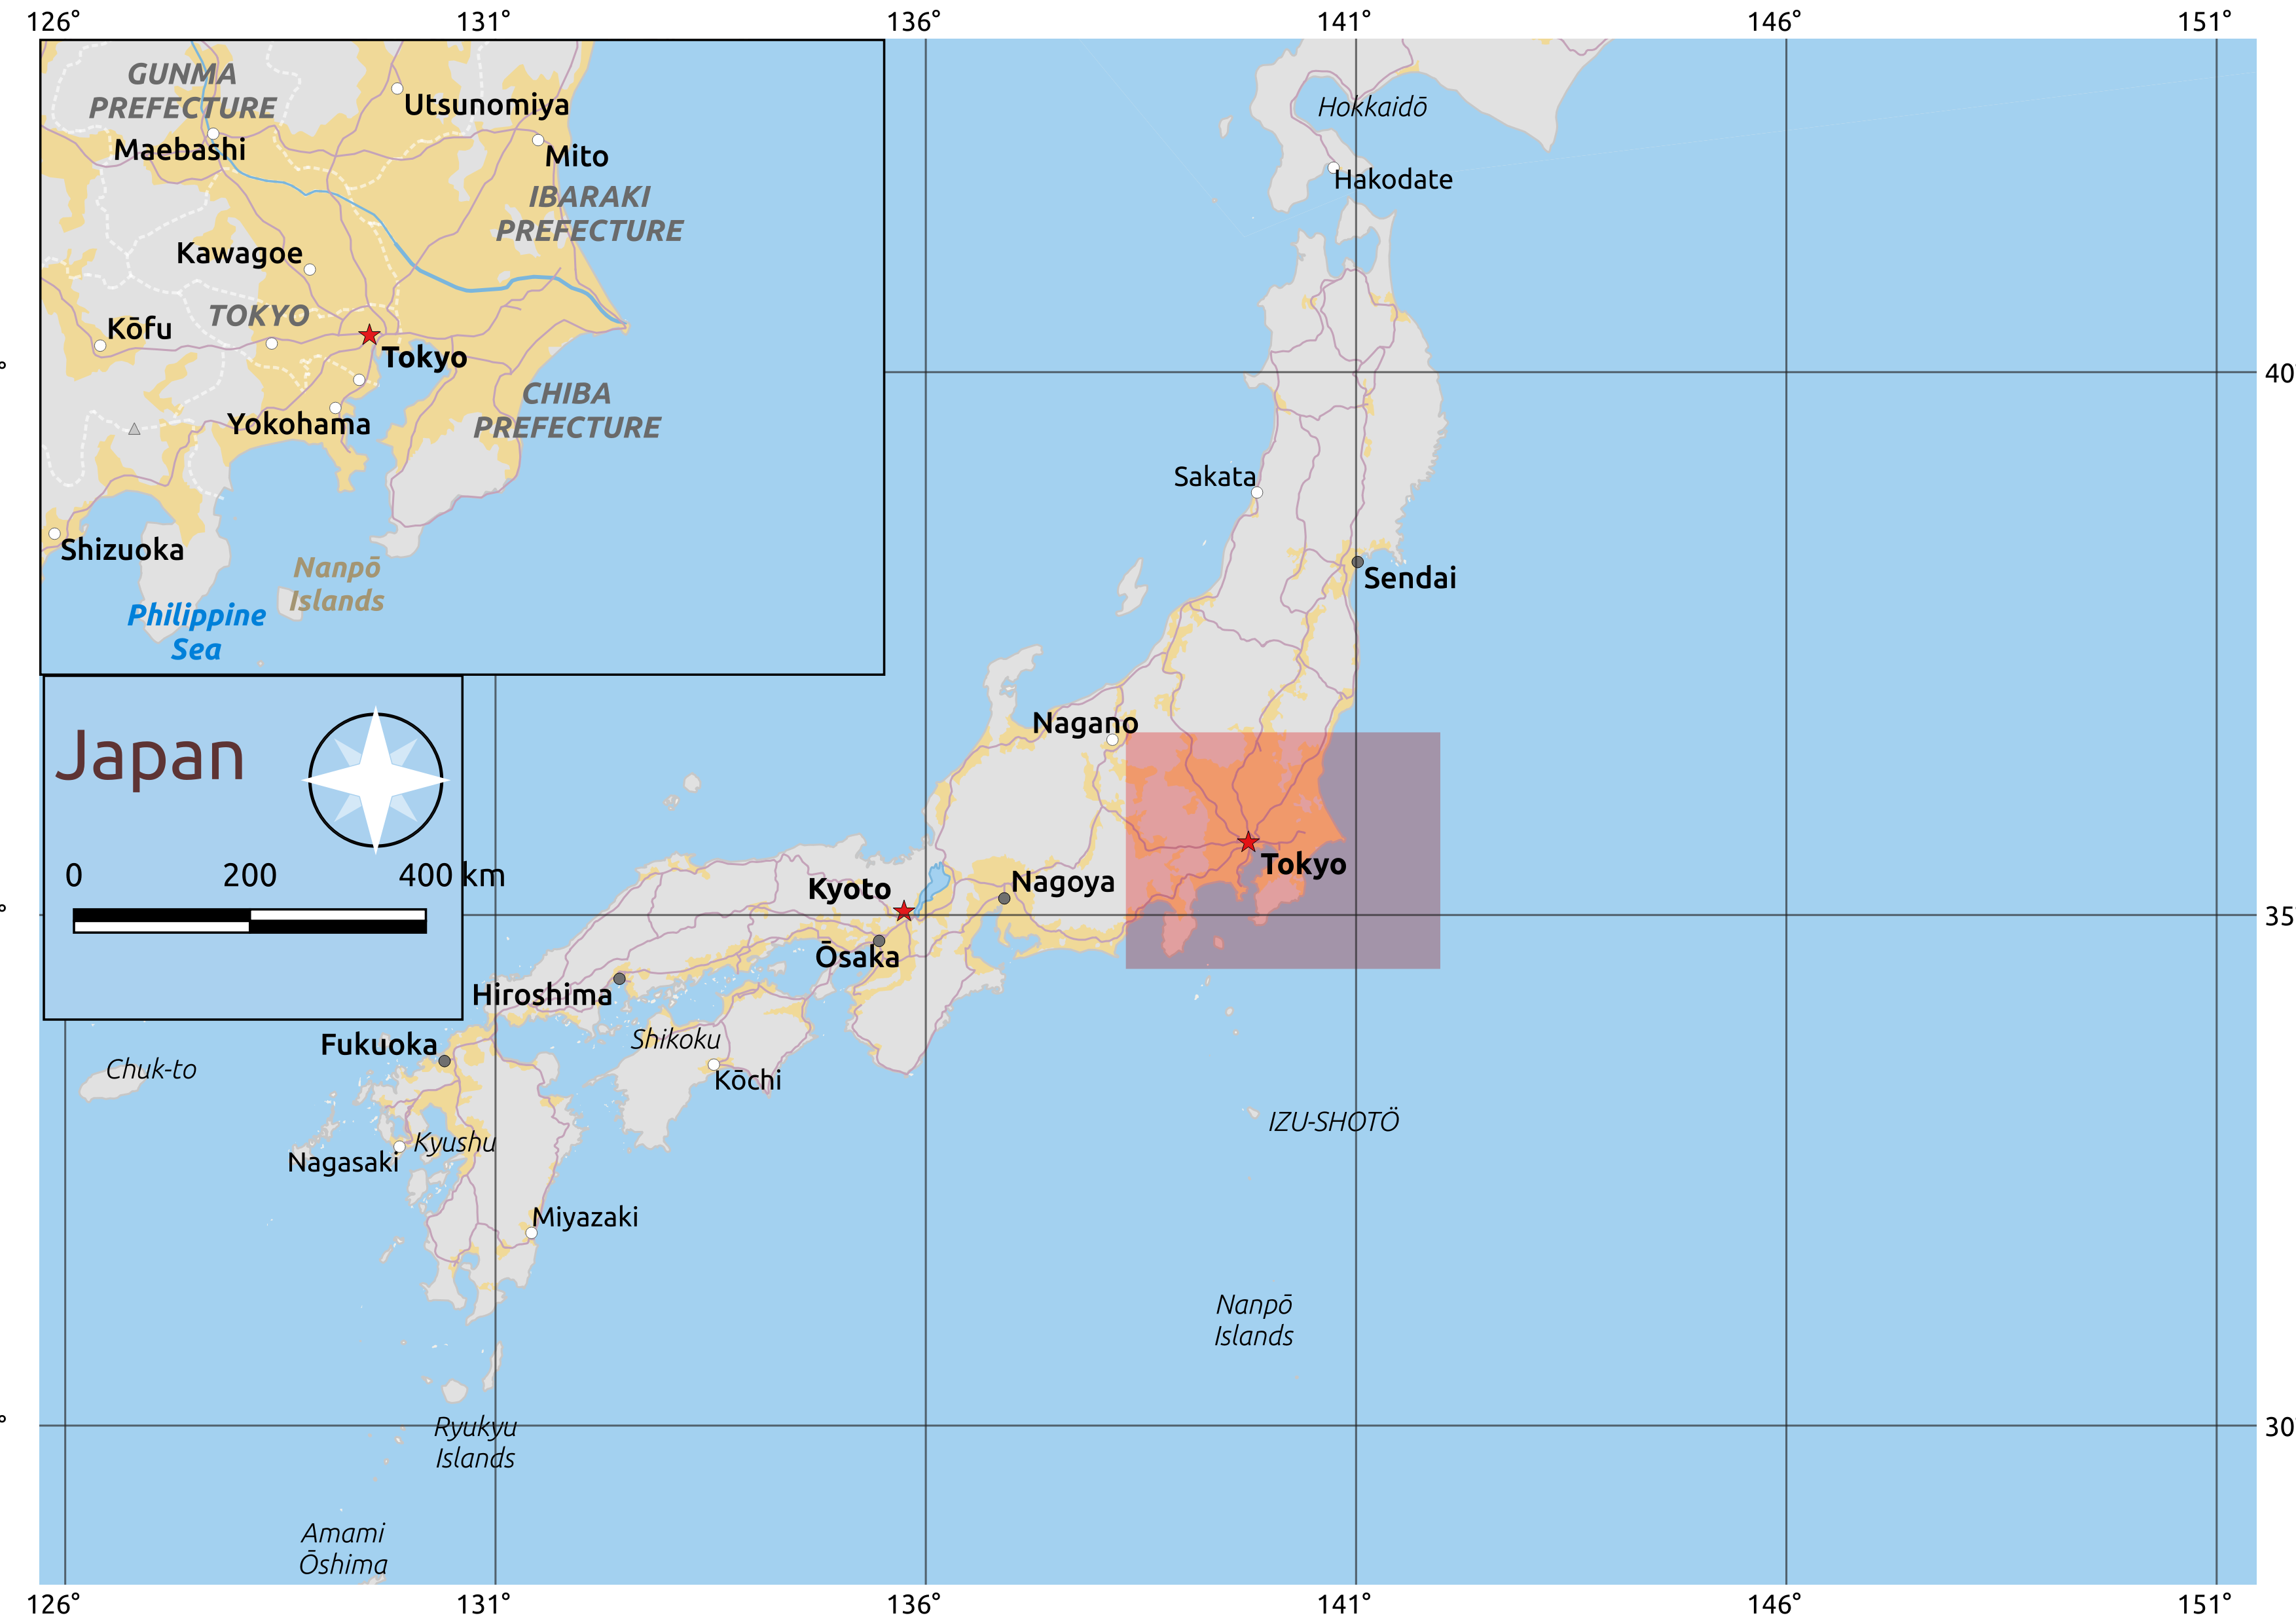 126°
131°
136°
141°
146°
151°
GUNMA
PREFECTURE
Utsunomiya
Maebashi
Mito
IBARAKI
PREFECTURE
Kawagoe
TOKYO
Kōfu
Tokyo
CHIBA
PREFECTURE
Yokohama
Shizuoka
Nanpō
Islands
Philippine
Sea
Hokkaidō
Hakodate
°
40
Sakata
Sendai
Japan
0
200
400 km
Nagano
Tokyo
Nagoya
Kyoto
°
35
Ōsaka
Hiroshima
Shikoku
Fukuoka
Chuk-to
Kōchi
IZU-SHOTÖ
Kyushu
Nagasaki
Miyazaki
Nanpō
Islands
°
30
Ryukyu
Islands
Amami
Ōshima
126°
131°
136°
141°
146°
151°